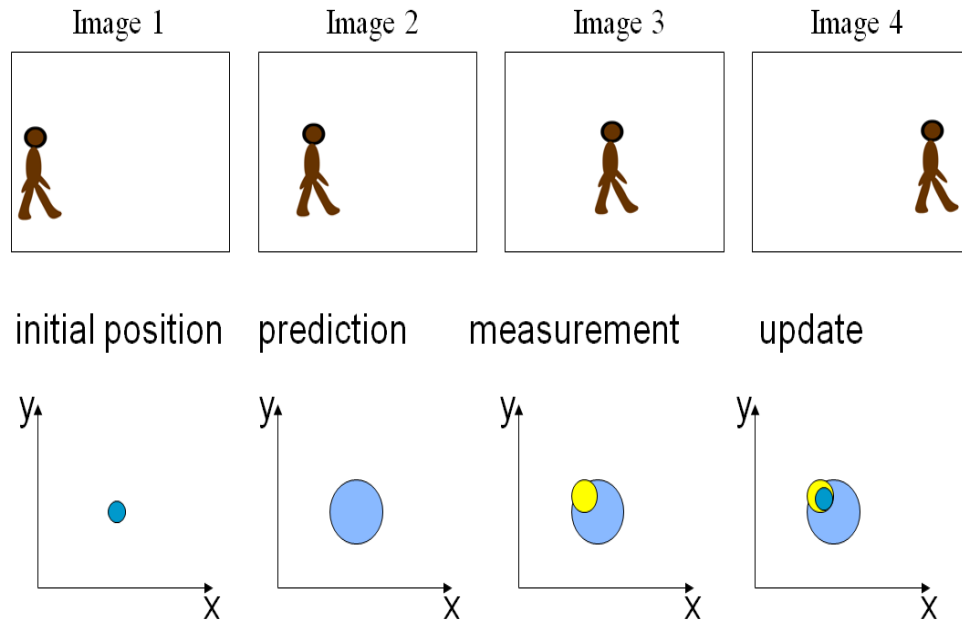 Image 1 Image 2 Image 3 Image 4
initial position prediction measurement update
y y y y
x x x x